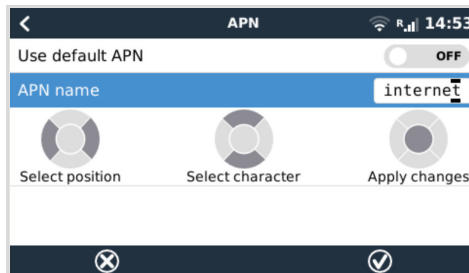 APN R 14:53
Use default APN OFF
APN name internet
Select position Select character Apply changes